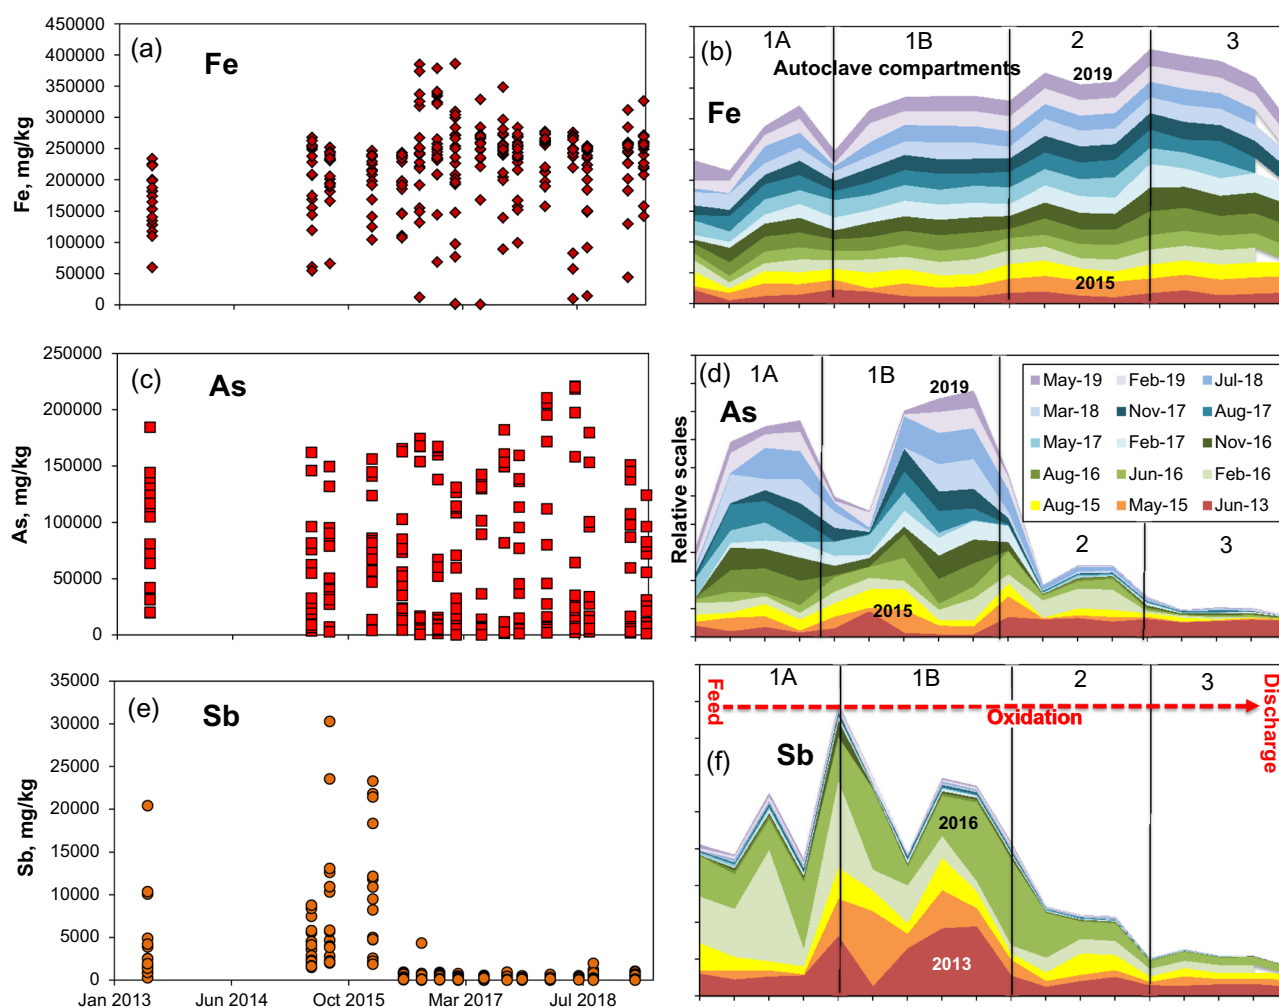 (a)
Fe
Fe, mg/kg
450000
400000
350000
300000
250000
200000
150000
100000
50000
0
(b)
1A
1B
2
3
Autoclave compartments
2019
Fe
2015
(c)
As
As, mg/kg
250000
200000
150000
100000
50000
0
(d)
1A
1B
2019
As
2015
2
3
Relative scales
May-19 Feb-19 Jul-18
Mar-18 Nov-17 Aug-17
May-17 Feb-17 Nov-16
Aug-16 Jun-16 Feb-16
Aug-15 May-15 Jun-13
(e)
Sb
Sb, mg/kg
35000
30000
25000
20000
15000
10000
5000
0
Jan 2013 Jun 2014 Oct 2015 Mar 2017 Jul 2018
(f)
1A
1B
2
3
Feed
Oxidation
Discharge
Sb
2016
2013